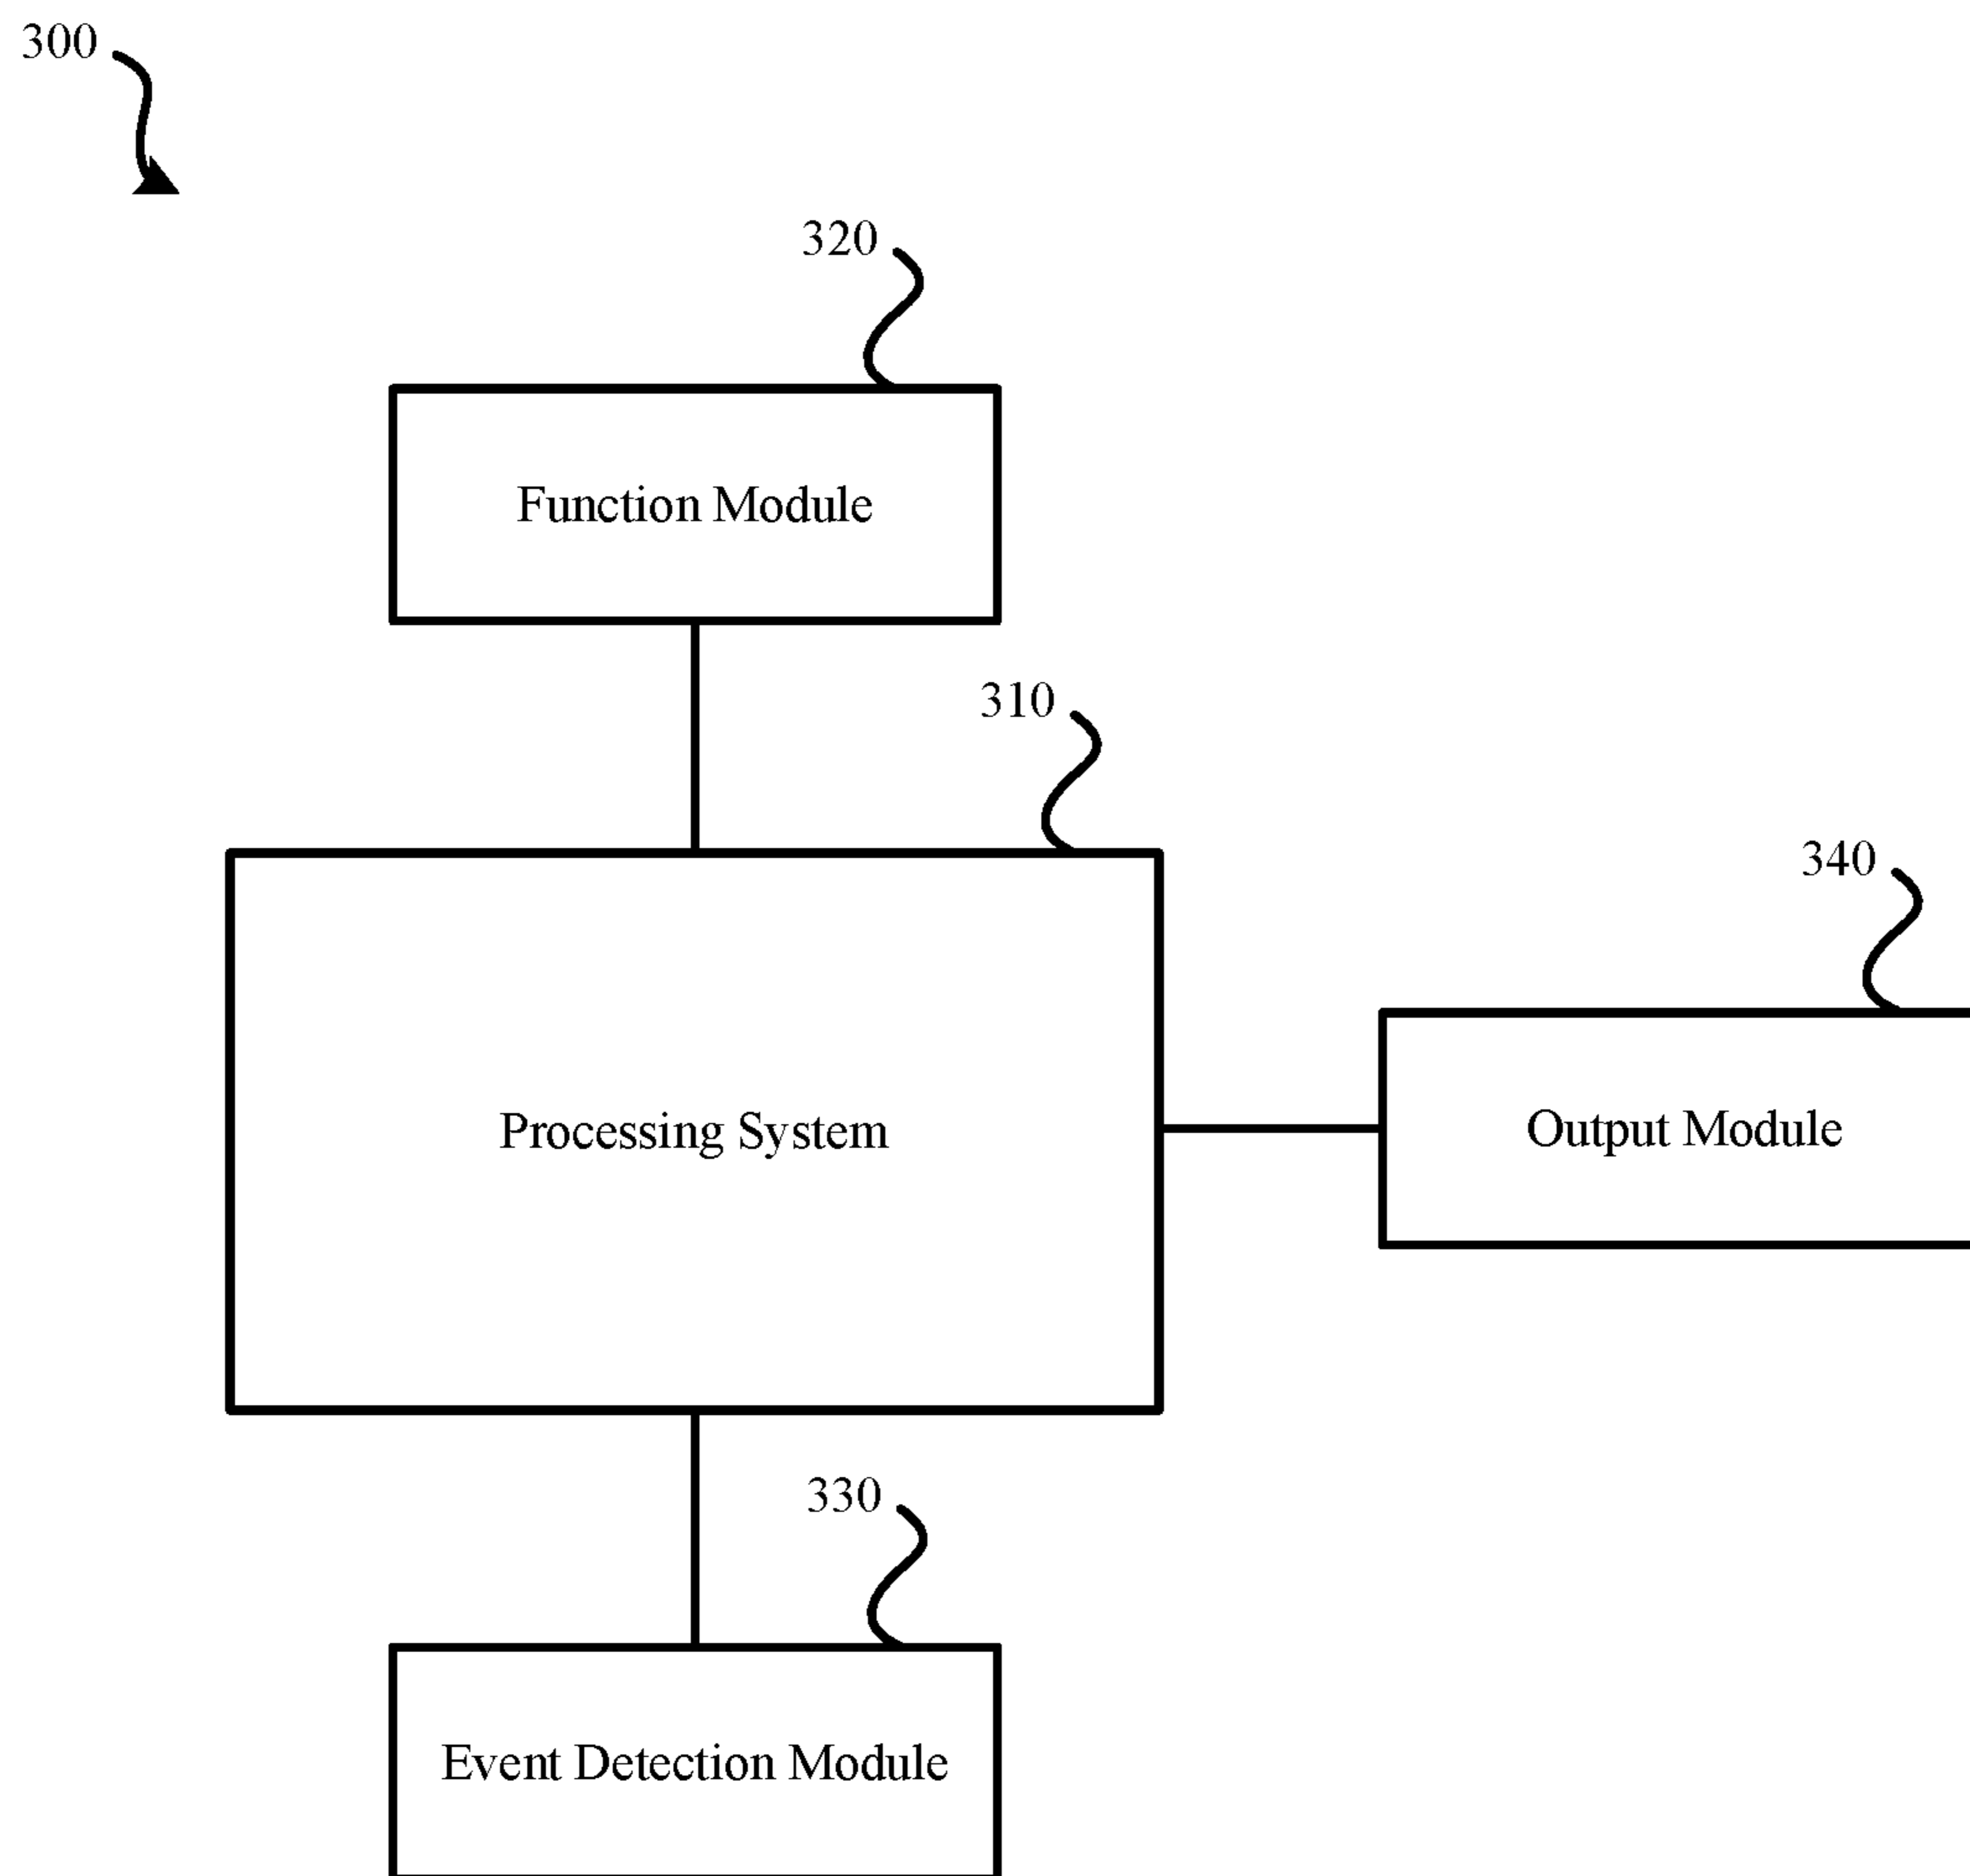 300
320
Function Module
310
340
Processing System
Output Module
330
Event Detection Module